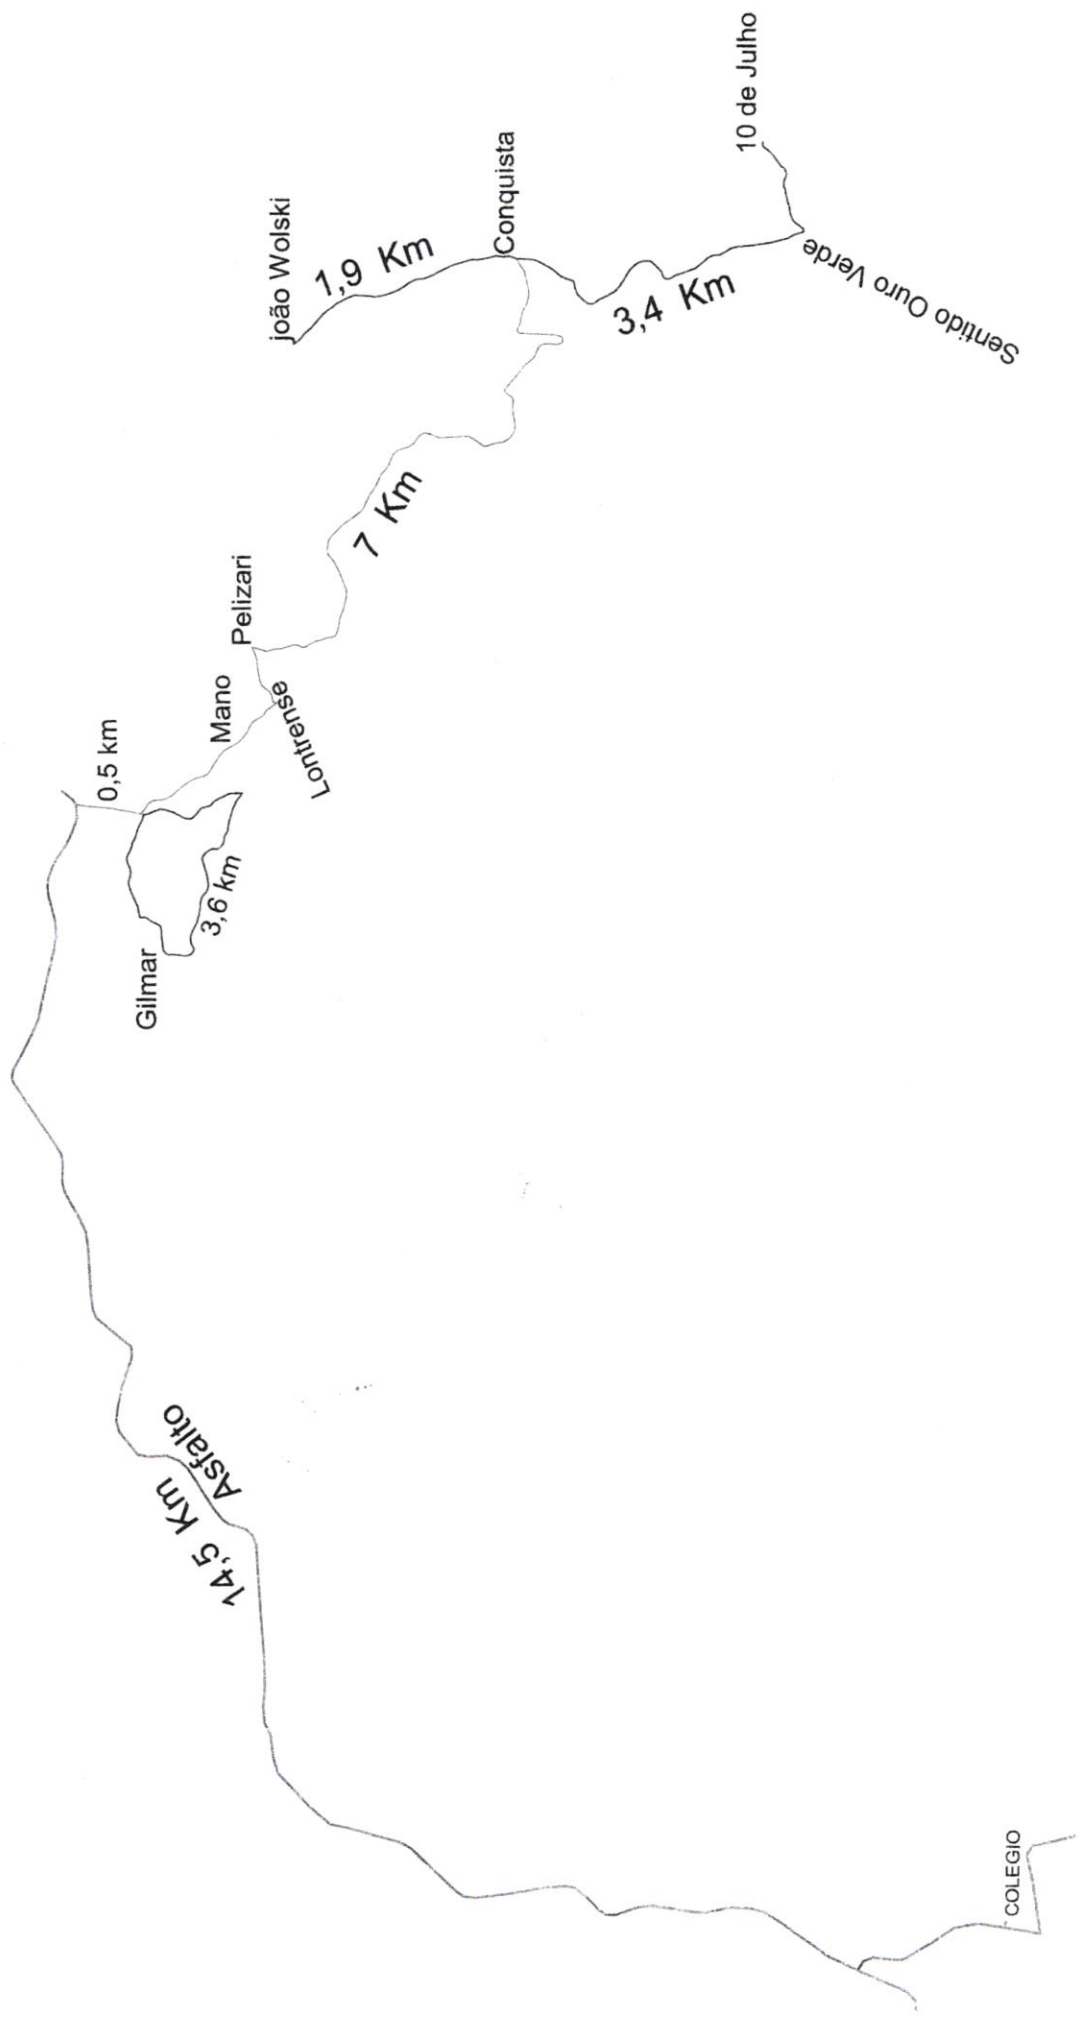 10 de Julho
Conquista
joão Wolski
1,9 Km
3,4 Km
Sentido Ouro Verde
7 Km
Pelizari
Mano
Lontrense
0,5 km
3,6 km
Gilmar
Asfalto
14,5 Km
COLEGIO